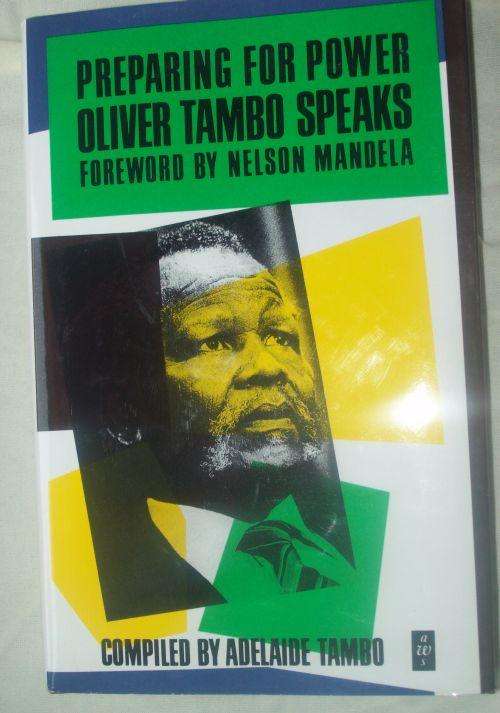 PREPARING FOR POWER
OLIVER TAMBO SPEAKS
FOREWORD BY NELSON MANDELA
COMPILED BY ADELAIDE TAMBO
a
w
s